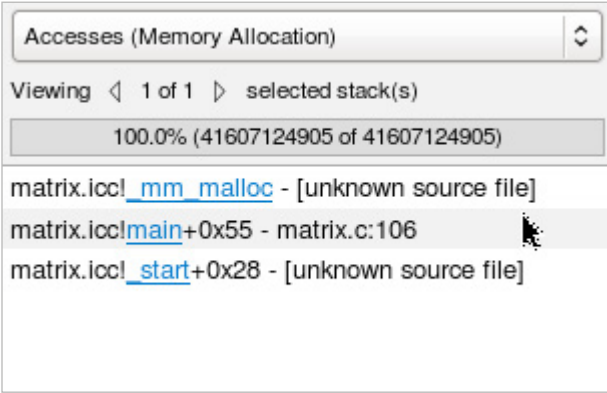 Accesses (Memory Allocation)
Viewing 1 of 1 selected stack(s)
100.0% (41607124905 of 41607124905)
matrix.icc!_mm_malloc - [unknown source file]
matrix.icc!main+0x55 - matrix.c:106
matrix.icc!_start+0x28 - [unknown source file]